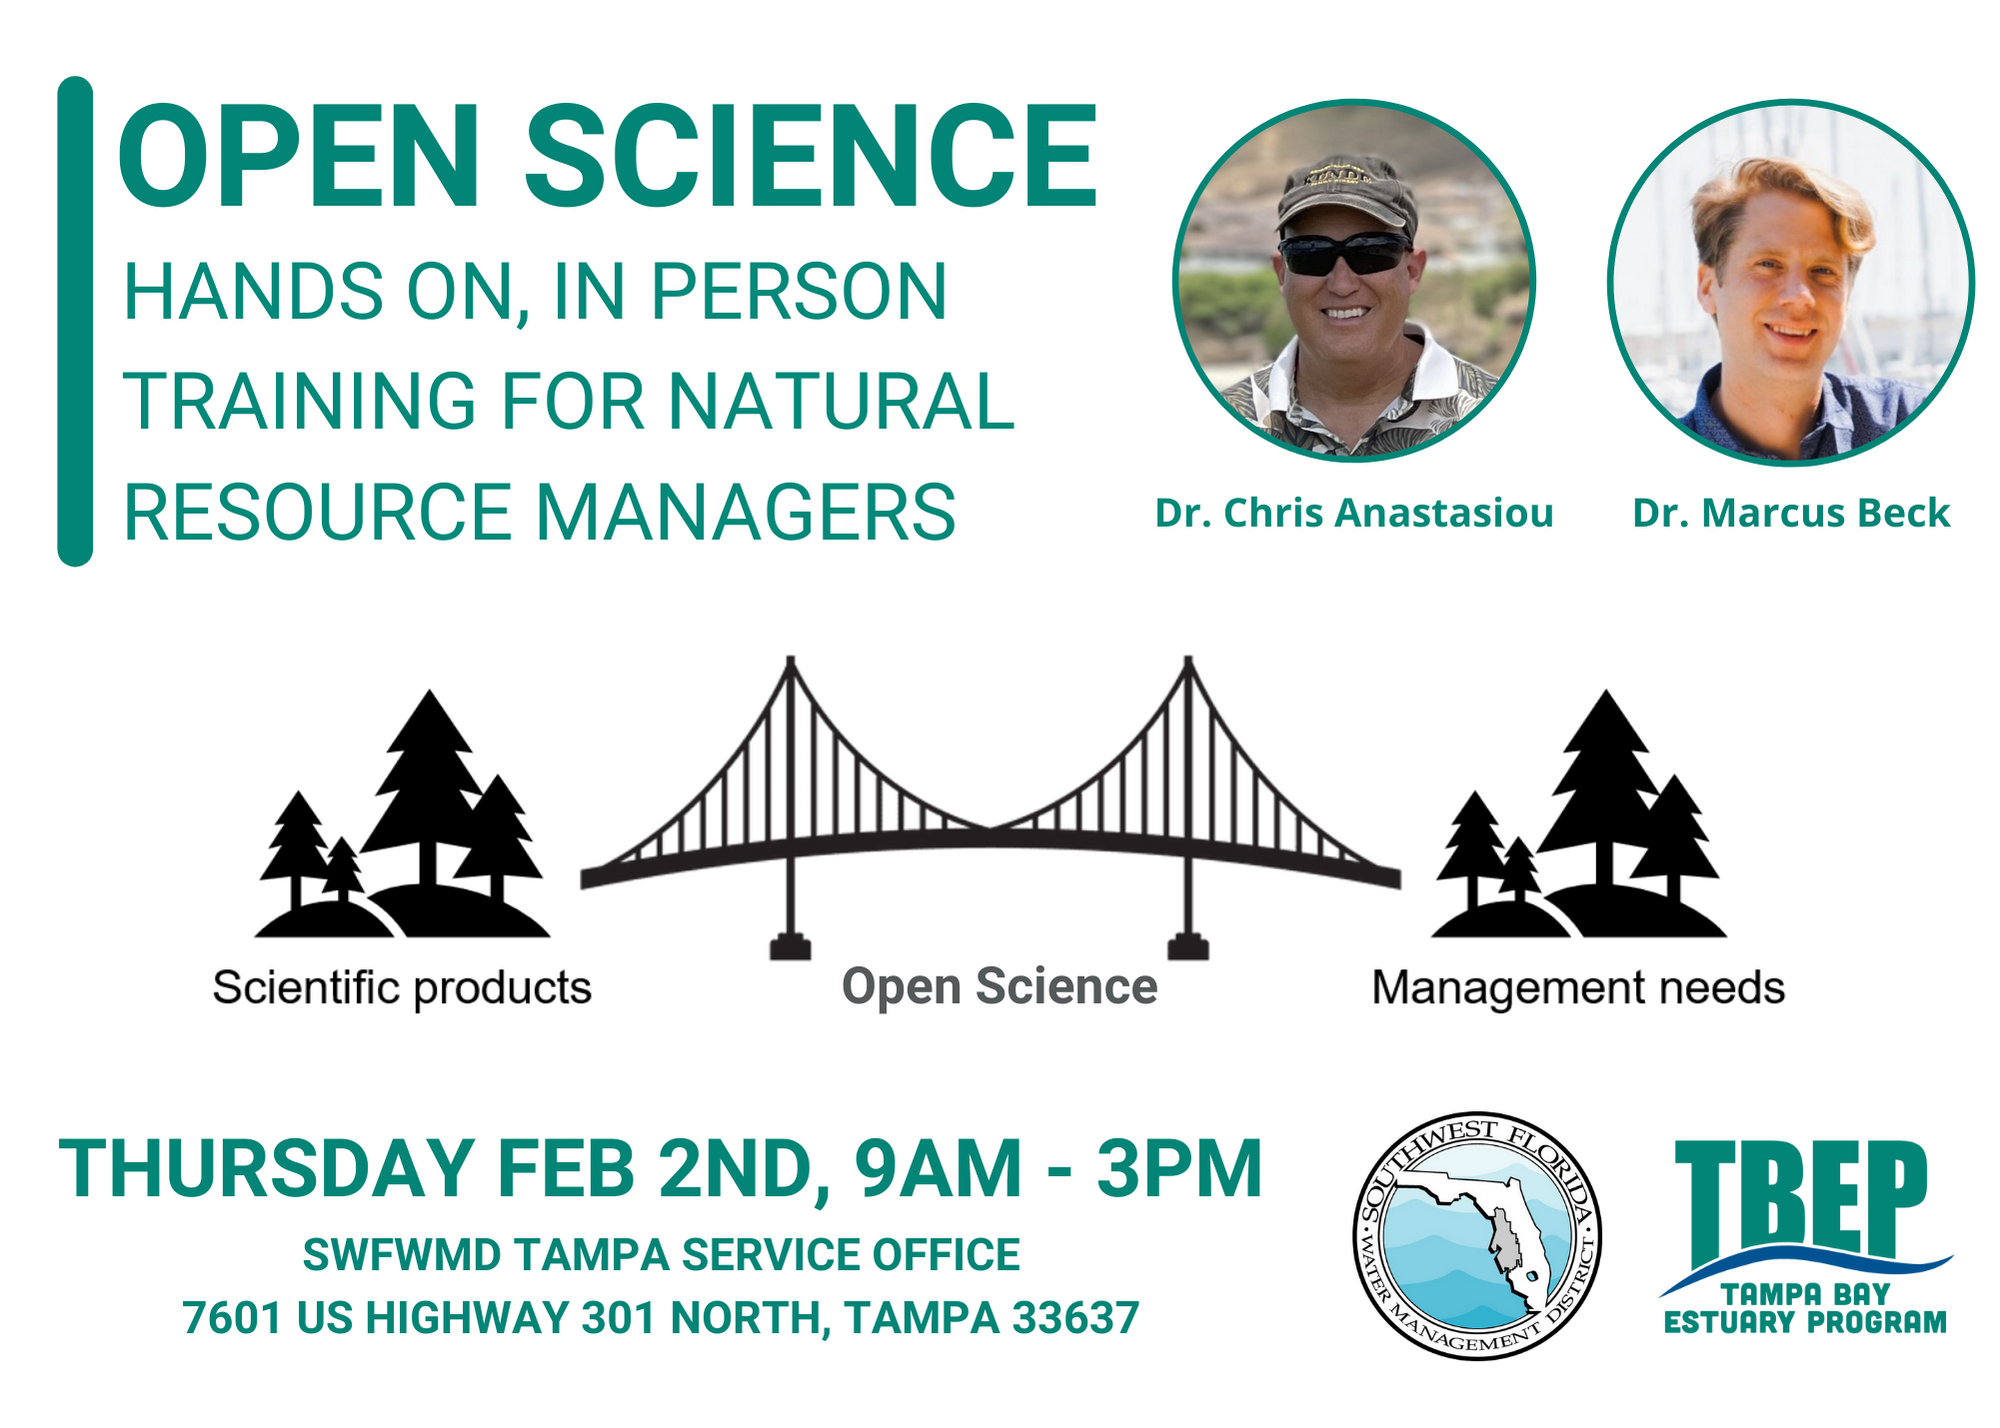 OPEN SCIENCE
HANDS ON, IN PERSON
TRAINING FOR NATURAL
RESOURCE MANAGERS
Dr. Chris Anastasiou
Dr. Marcus Beck
Scientific products
Open Science
Management needs
THURSDAY FEB 2ND, 9AM - 3PM
SWFWMD TAMPA SERVICE OFFICE
7601 US HIGHWAY 301 NORTH, TAMPA 33637
· SOUTHWEST FLORIDA ·
WATER MANAGEMENT DISTRICT
TBEP
TAMPA BAY
ESTUARY PROGRAM